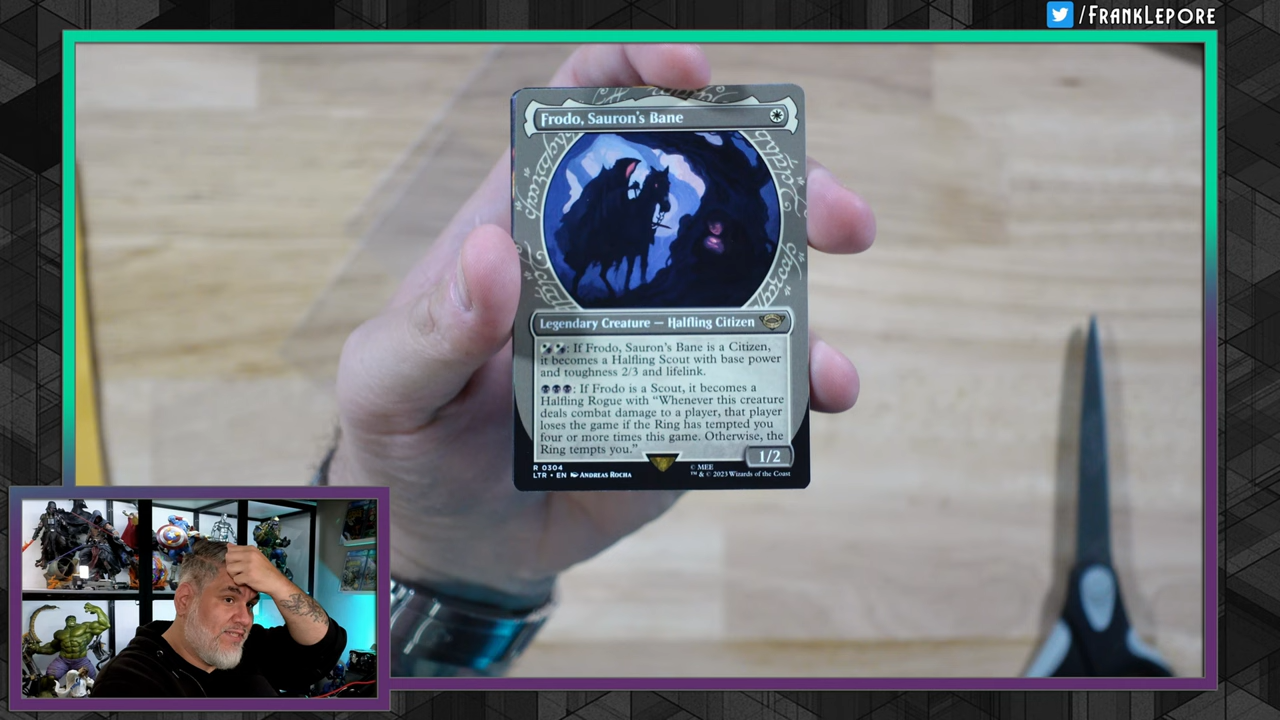 /FrankLepore
Frodo, Sauron's Bane
Legendary Creature — Halfling Citizen
: If Frodo, Sauron's Bane is a Citizen,
it becomes a Halfling Scout with base power
and toughness 2/3 and lifelink.
: If Frodo is a Scout, it becomes a
Halfling Rogue with “Whenever this creature
deals combat damage to a player, that player
loses the game if the Ring has tempted you
four or more times this game. Otherwise, the
Ring tempts you.”
1/2
R 0304
LTR • EN Andreas Rocha
© MEE
™ & © 2023 Wizards of the Coast